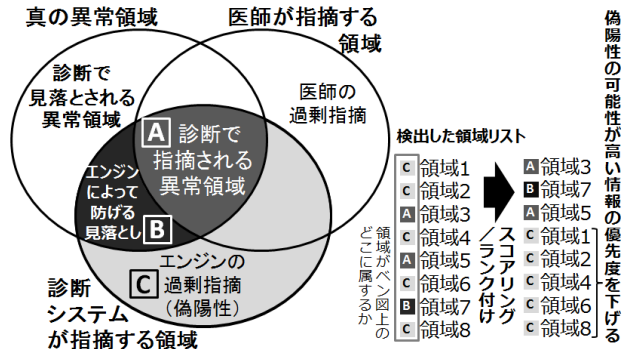 真の異常領域
医師が指摘する
領域
診断で
見落とされる
異常領域
医師の
過剰指摘
A 診断で
指摘される
異常領域
エンジン
によって
防げる
見落とし B
C エンジンの
過剰指摘
(偽陽性)
診断
システム
が指摘する領域
検出した領域リスト
C 領域1
C 領域2
A 領域3
C 領域4
A 領域5
C 領域6
B 領域7
C 領域8
領域がベン図上の
どこに属するか
スコアリング
/ランク付け
A 領域3
B 領域7
A 領域5
C 領域1
C 領域2
C 領域4
C 領域6
C 領域8
偽陽性の可能性が高い情報の優先度を下げる